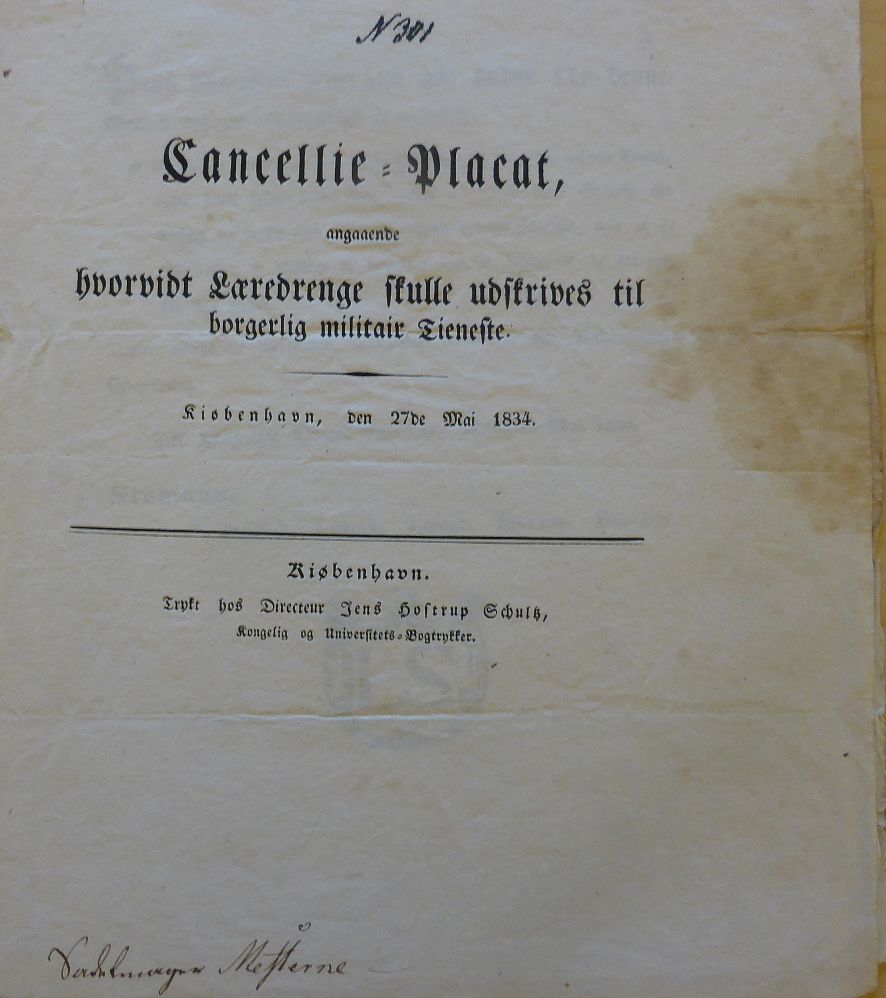 N 301
Cancellie-Placat,
angaaende
hvorvidt Læredrenge skulle udskrives til
borgerlig militair Tieneste.
Kiøbenhavn, den 27de Mai 1834.
Kiøbenhavn.
Trykt hos Directeur Jens Hostrup Schultz,
Kongelig og Universitets-Bogtrykker.
Sadelmager Mesterne